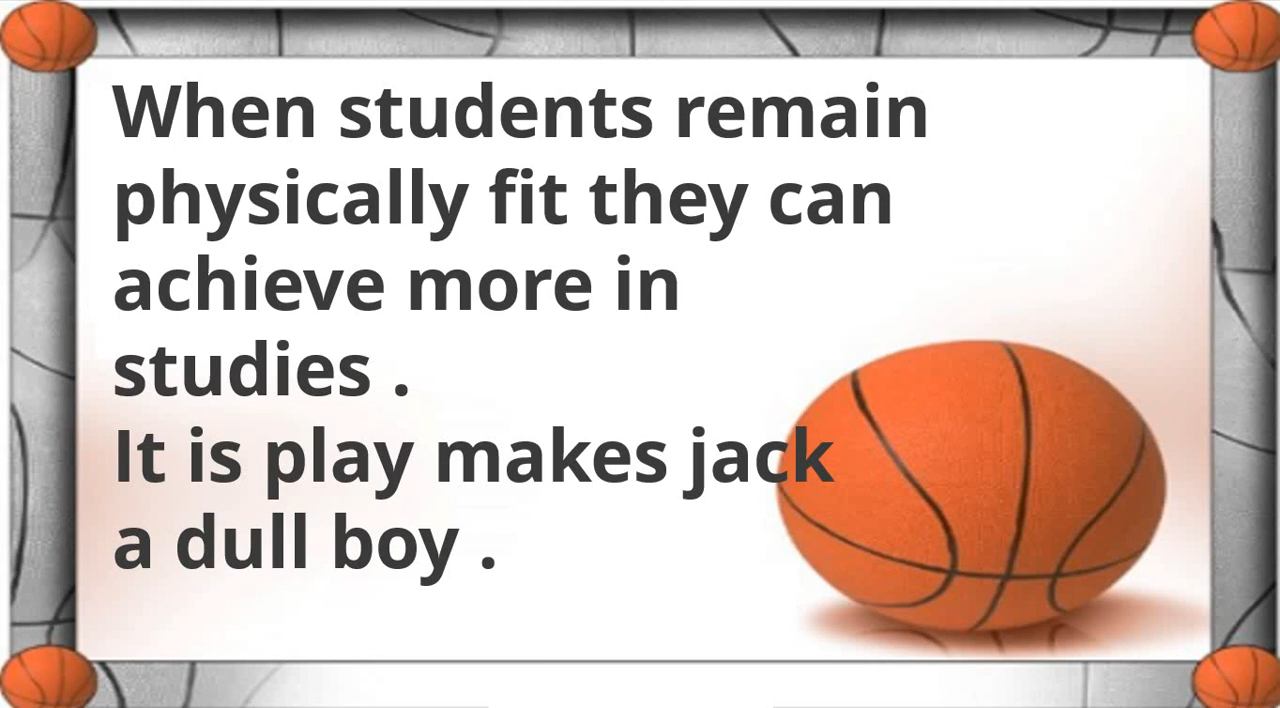 When students remain
physically fit they can
achieve more in
studies .
It is play makes jack
a dull boy .